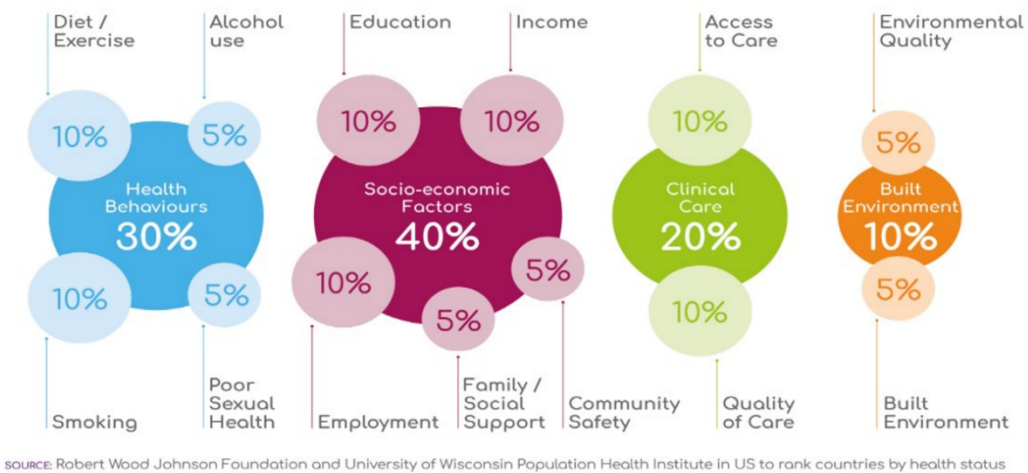 Diet /
Exercise
Alcohol
use
Education
Income
Access
to Care
Environmental
Quality
10%
5%
10%
10%
10%
5%
Health
Behaviours
30%
Socio-economic
Factors
40%
Clinical
Care
20%
Built
Environment
10%
10%
5%
10%
5%
5%
10%
5%
Smoking
Poor
Sexual
Health
Employment
Family /
Social
Support
Community
Safety
Quality
of Care
Built
Environment
SOURCE: Robert Wood Johnson Foundation and University of Wisconsin Population Health Institute in US to rank countries by health status